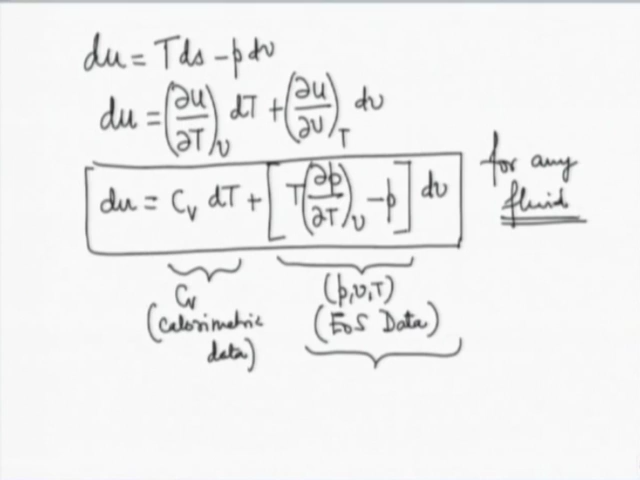 du = Tds - pdv
du = (∂u/∂T)_v dT + (∂u/∂v)_T dv
du = C_v dT + [T(∂p/∂T)_v - p] dv
for any
fluid
C_v
(calorimetric
data)
(p,v,T)
(EoS Data)